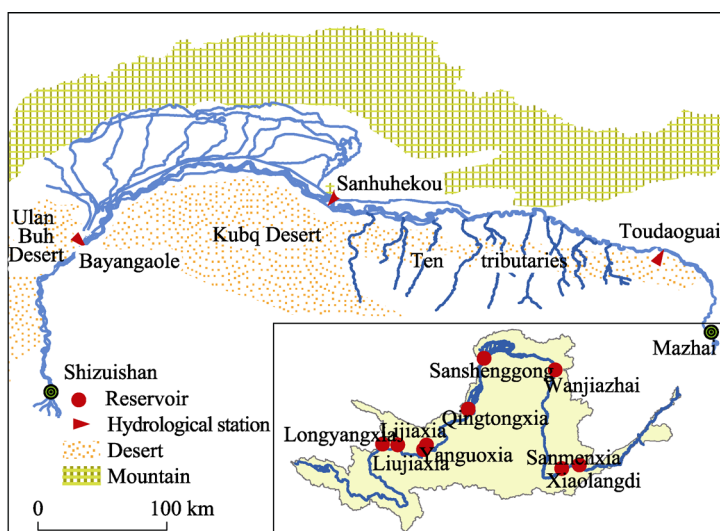 Sanhuhekou
Ulan
Buh
Desert
Kubq Desert
Toudaoguai
Bayangaole
Ten
tributaries
Mazhai
Shizuishan
Reservoir
Hydrological station
Desert
Mountain
0
100 km
Sanshenggong
Wanjiazhai
Qingtongxia
Longyangxia
Lijiaxia
Liujiaxia
Yanguoxia
Sanmenxia
Xiaolangdi